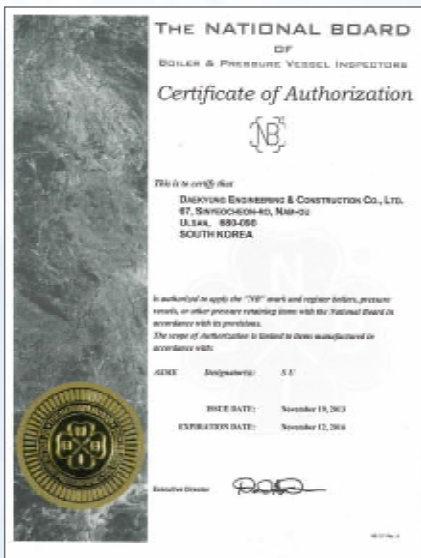 THE NATIONAL BOARD
OF
BOILER & PRESSURE VESSEL INSPECTORS
Certificate of Authorization
NB
This is to certify that
DAEKYUNG ENGINEERING & CONSTRUCTION CO., LTD.
67, SINYEOCHEON-RO, NAM-GU
ULSAN, 680-090
SOUTH KOREA
is authorized to apply the "NB" mark and register boilers, pressure
vessels, or other pressure retaining items with the National Board in
accordance with its provisions.
The scope of Authorization is limited to items manufactured in
accordance with:
ASME Designator(s): S U
ISSUE DATE: November 19, 2013
EXPIRATION DATE: November 12, 2016
Executive Director